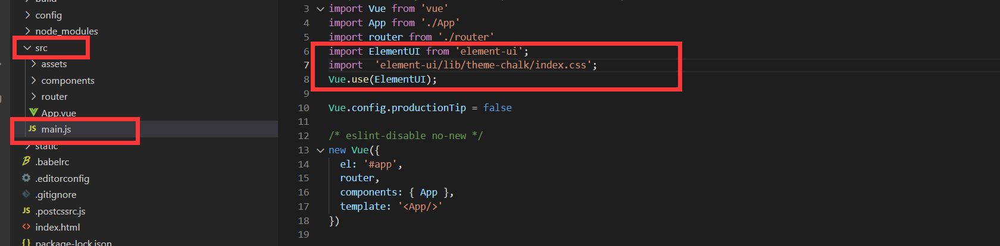 build
config
node_modules
src
assets
components
router
App.vue
JS main.js
static
.babelrc
.editorconfig
.gitignore
JS .postcssrc.js
<> index.html
{} package-lock.json
3 import Vue from 'vue'
4 import App from './App'
5 import router from './router'
6 import ElementUI from 'element-ui';
7 import  'element-ui/lib/theme-chalk/index.css';
8 Vue.use(ElementUI);
9
10 Vue.config.productionTip = false
11
12 /* eslint-disable no-new */
13 new Vue({
14 el: '#app',
15 router,
16 components: { App },
17 template: '<App/>'
18 })
19